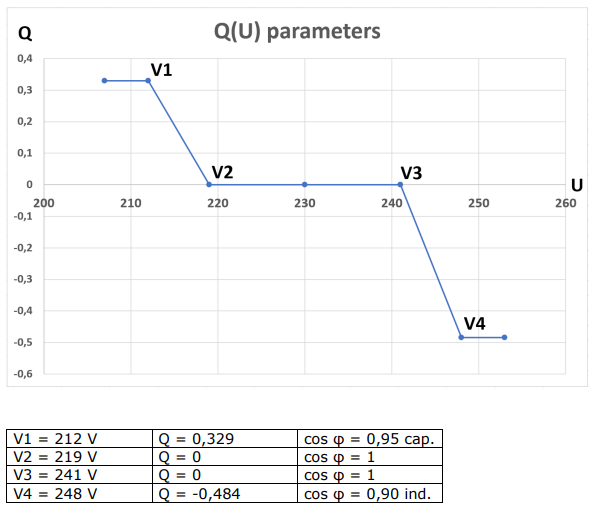 Q(U) parameters
Q
0,4
V1
0,3
0,2
0,1
V2
V3
0
U
200
210
220
230
240
250
260
-0,1
-0,2
-0,3
-0,4
V4
-0,5
-0,6
V1 = 212 V Q = 0,329 cos φ = 0,95 cap.
V2 = 219 V Q = 0 cos φ = 1
V3 = 241 V Q = 0 cos φ = 1
V4 = 248 V Q = -0,484 cos φ = 0,90 ind.